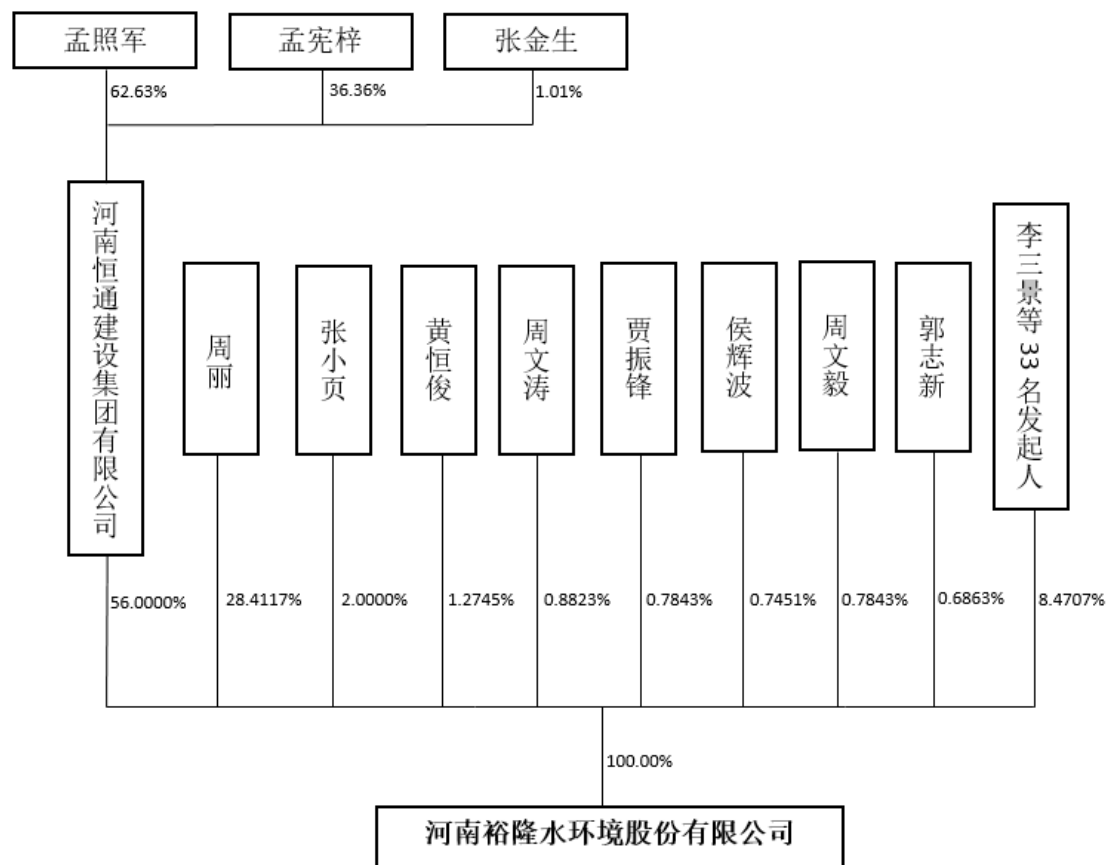 孟照军
孟宪梓
张金生
62.63%
36.36%
1.01%
河南恒通建设集团有限公司
周丽
张小页
黄恒俊
周文涛
贾振锋
侯辉波
周文毅
郭志新
李三景等33名发起人
56.0000%
28.4117%
2.0000%
1.2745%
0.8823%
0.7843%
0.7451%
0.7843%
0.6863%
8.4707%
100.00%
河南裕隆水环境股份有限公司